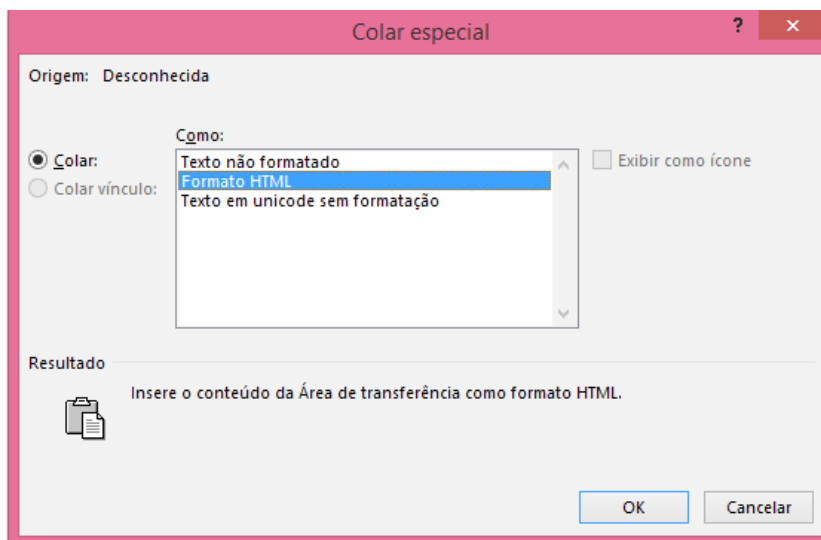 Colar especial
? ×
Origem: Desconhecida
Como:
Colar:
Colar vínculo:
Texto não formatado
Formato HTML
Texto em unicode sem formatação
Exibir como ícone
Resultado
Insere o conteúdo da Área de transferência como formato HTML.
OK
Cancelar